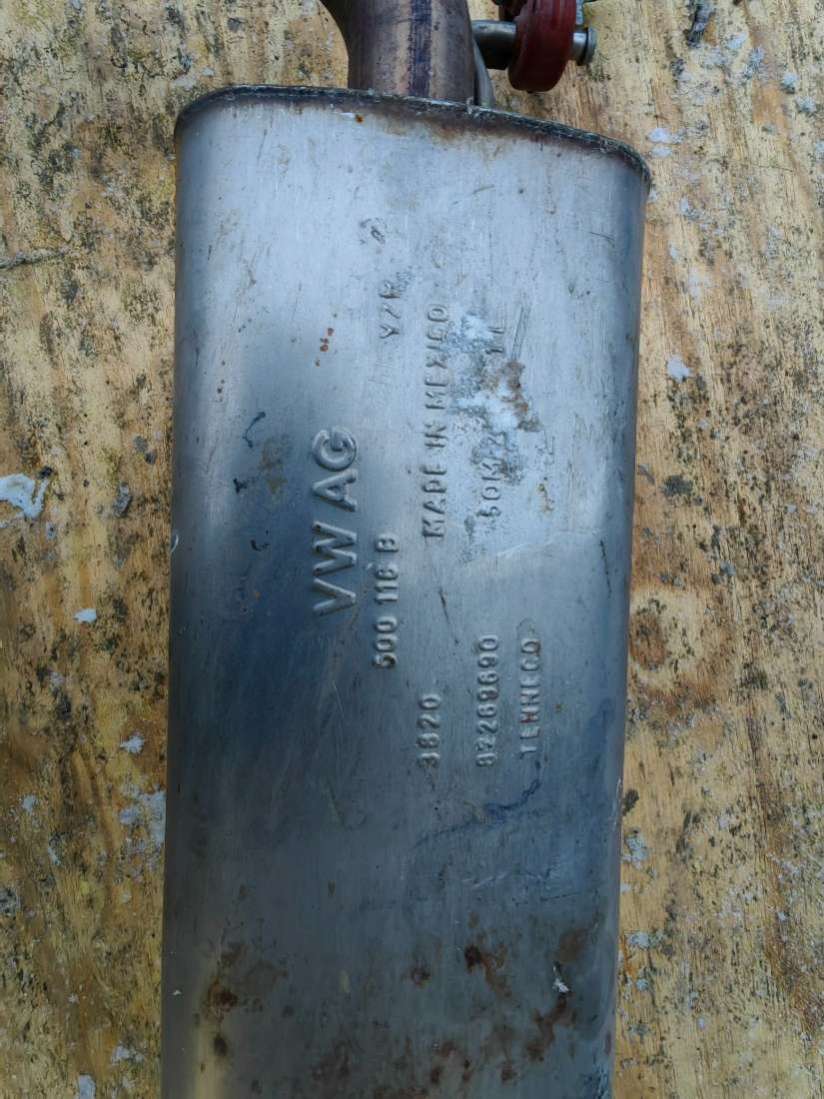 VW AG
500 116 B
3820
MADE IN MEXICO
82269690
TENNECO